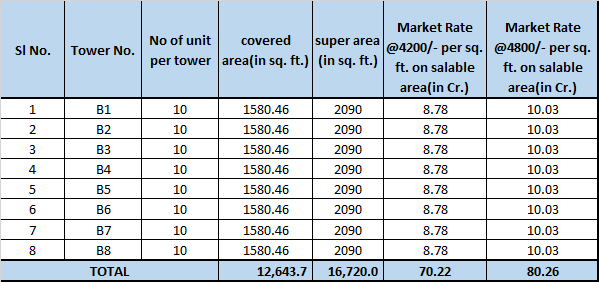 Sl No. Tower No. No of unit per tower covered area(in sq. ft.) super area (in sq. ft.) Market Rate @4200/- per sq. ft. on salable area(in Cr.) Market Rate @4800/- per sq. ft. on salable area(in Cr.)
1 B1 10 1580.46 2090 8.78 10.03
2 B2 10 1580.46 2090 8.78 10.03
3 B3 10 1580.46 2090 8.78 10.03
4 B4 10 1580.46 2090 8.78 10.03
5 B5 10 1580.46 2090 8.78 10.03
6 B6 10 1580.46 2090 8.78 10.03
7 B7 10 1580.46 2090 8.78 10.03
8 B8 10 1580.46 2090 8.78 10.03
TOTAL 12,643.7 16,720.0 70.22 80.26